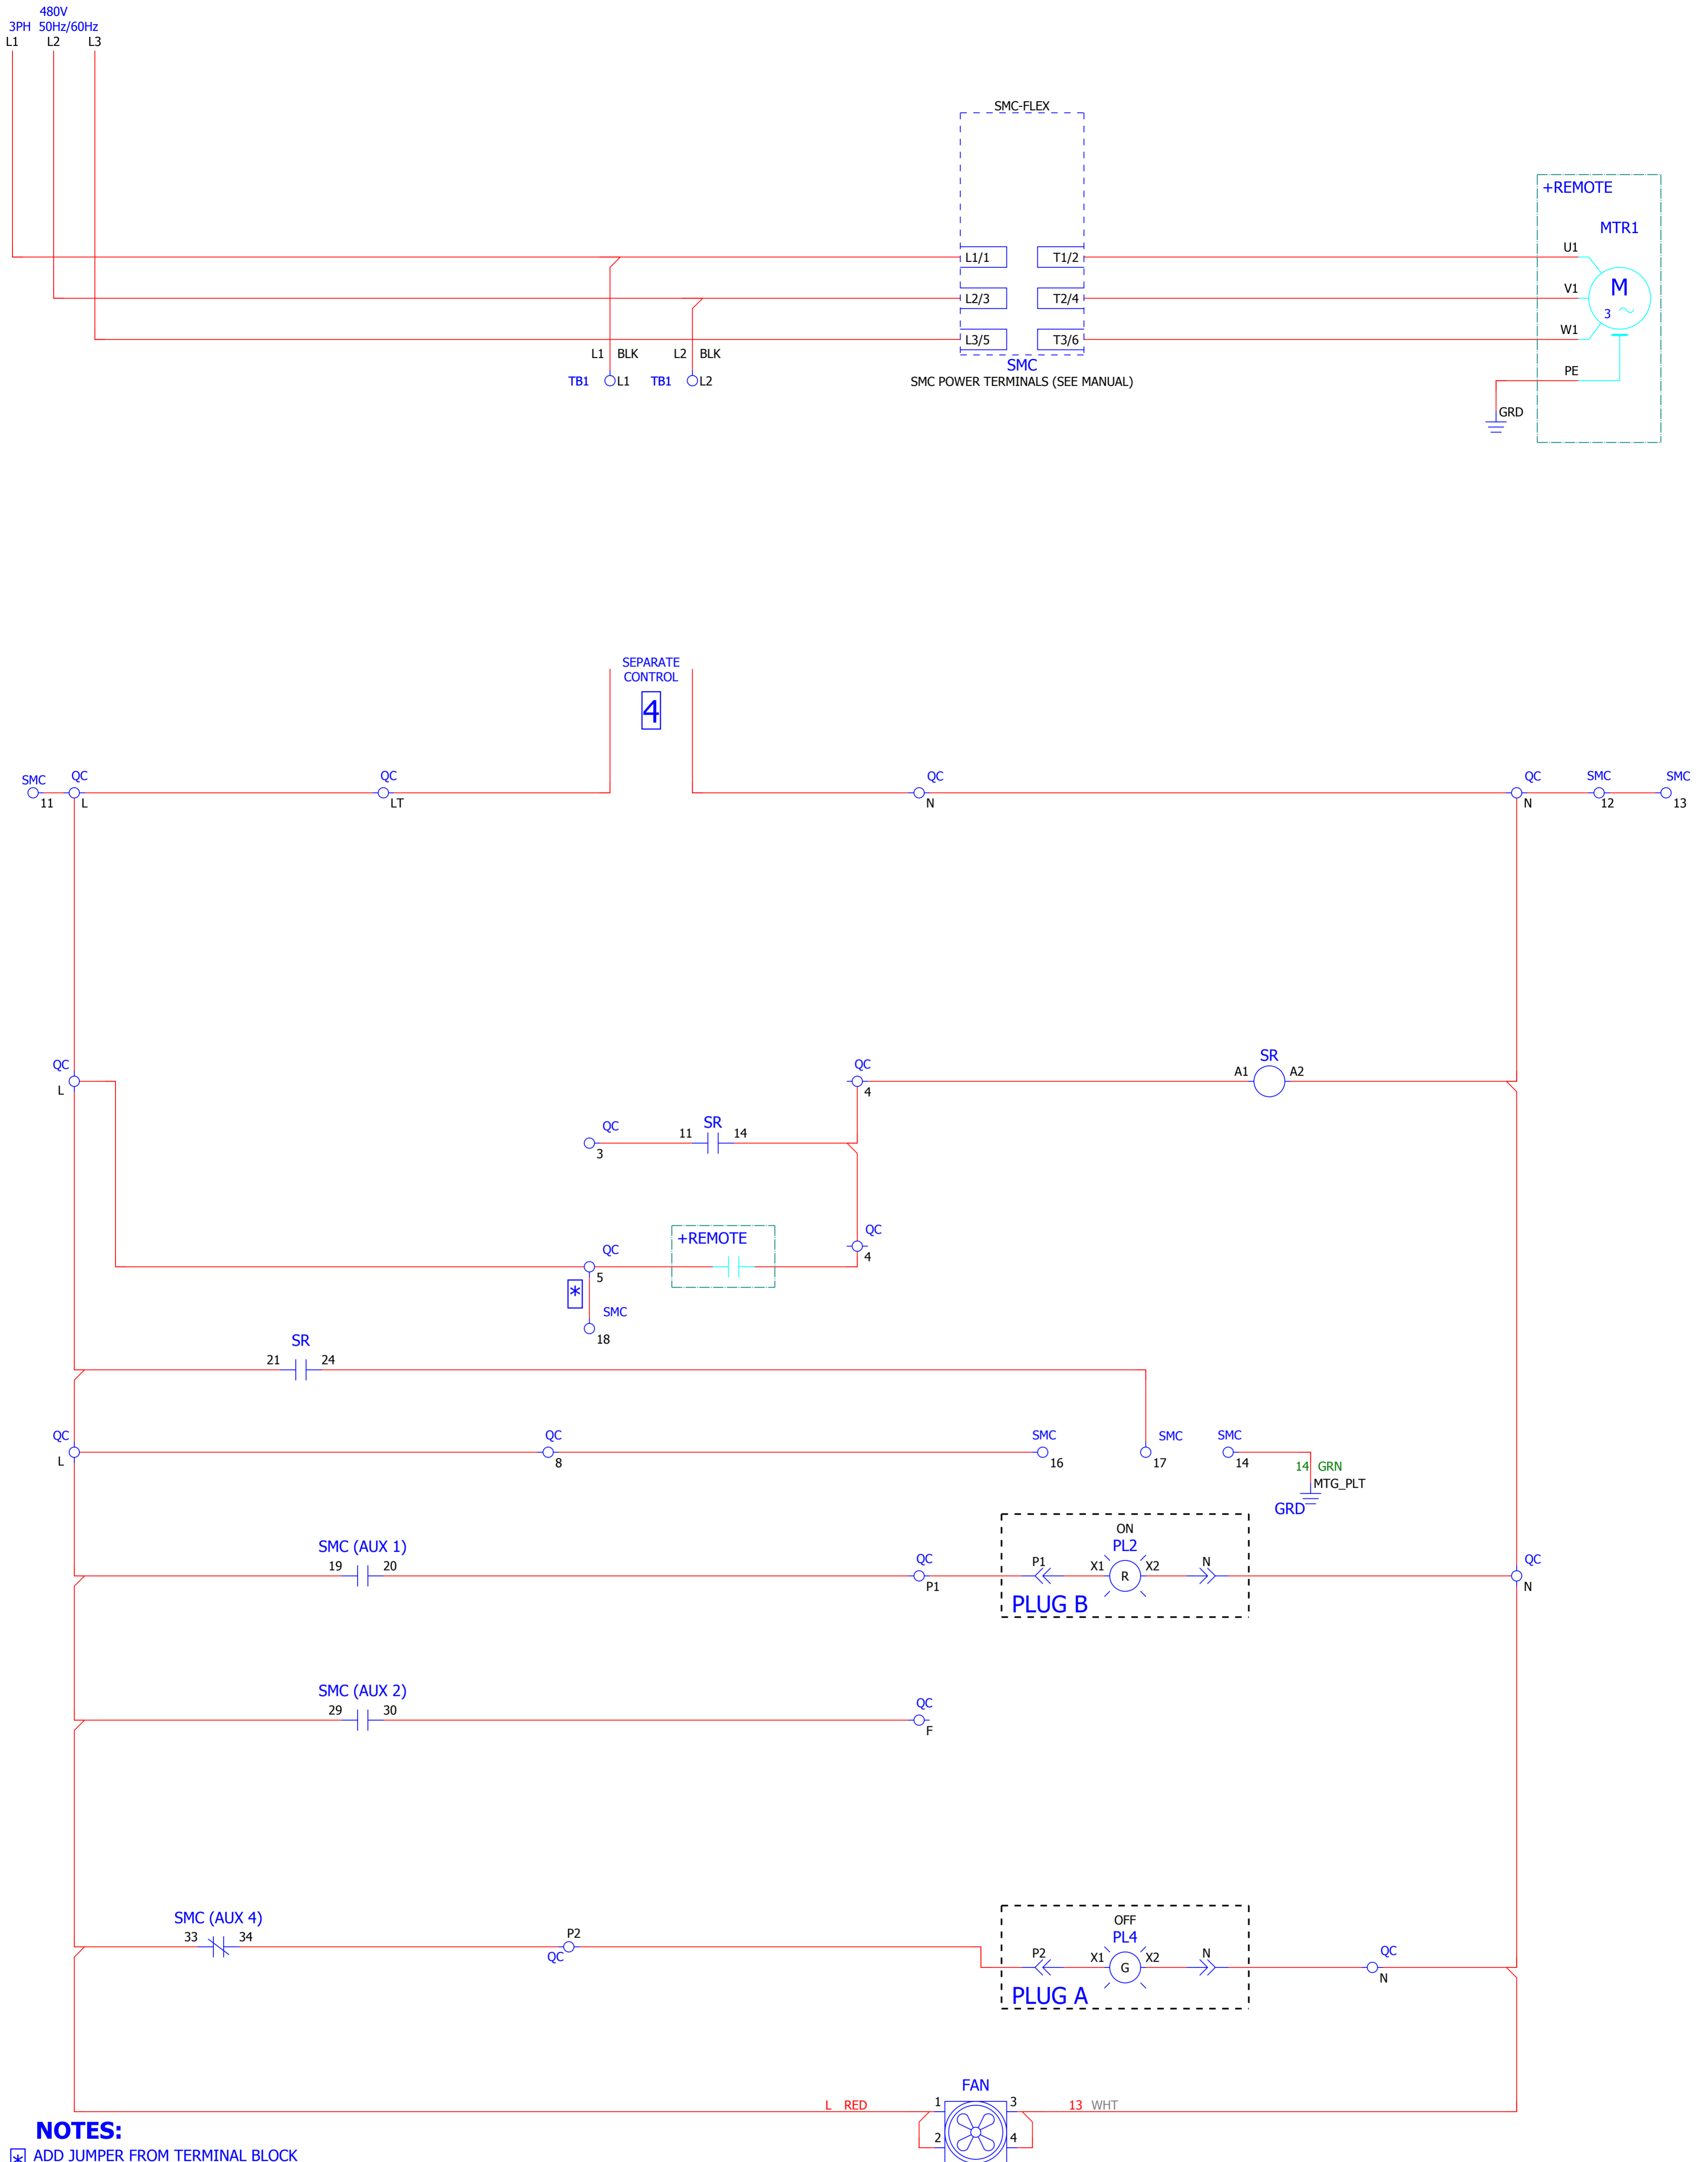 480V
3PH 50Hz/60Hz
L1 L2 L3
SMC-FLEX
+REMOTE
MTR1
L1/1 T1/2 U1
L2/3 T2/4 V1 M
3
L3/5 T3/6 W1
L1 BLK L2 BLK
SMC
TB1 L1 TB1 L2
SMC POWER TERMINALS (SEE MANUAL)
PE
GRD
SEPARATE
CONTROL
4
SMC QC QC QC QC SMC SMC
11 L LT N N 12 13
QC QC SR
L 4 A1 A2
QC SR
3 11 14
QC +REMOTE QC
5 4
*
SMC
18
SR
21 24
QC QC SMC SMC SMC
L 8 16 17 14
14 GRN
MTG_PLT
GRD
SMC (AUX 1)
19 20
QC
P1
ON
PL2
P1 X1 R X2 N
PLUG B
QC
N
SMC (AUX 2)
29 30
QC
F
SMC (AUX 4)
33 34
P2
QC
OFF
PL4
P2 X1 G X2 N
PLUG A
QC
N
FAN
L RED 1 3 13 WHT
2 4
NOTES:
* ADD JUMPER FROM TERMINAL BLOCK